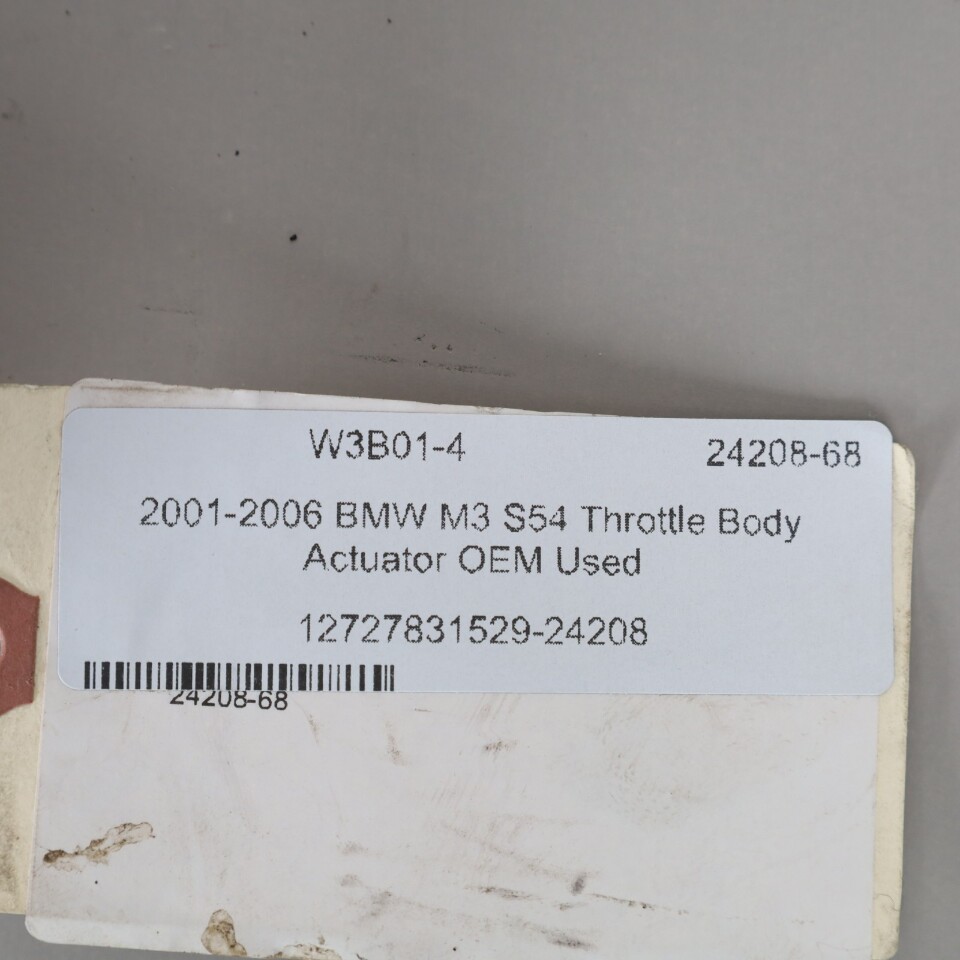 W3B01-4 24208-68
2001-2006 BMW M3 S54 Throttle Body
Actuator OEM Used
12727831529-24208
24208-68